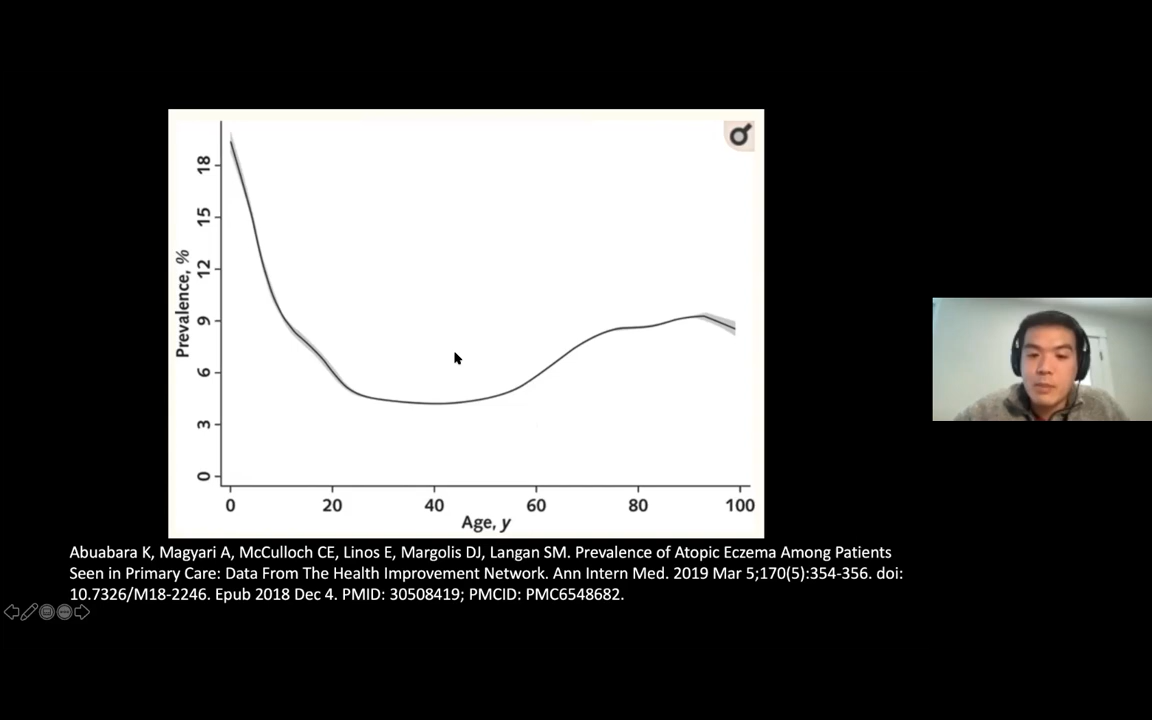 Prevalence, %
18
15
12
9
6
3
0
0 20 40 60 80 100
Age, y
Abuabara K, Magyari A, McCulloch CE, Linos E, Margolis DJ, Langan SM. Prevalence of Atopic Eczema Among Patients
Seen in Primary Care: Data From The Health Improvement Network. Ann Intern Med. 2019 Mar 5;170(5):354-356. doi:
10.7326/M18-2246. Epub 2018 Dec 4. PMID: 30508419; PMCID: PMC6548682.